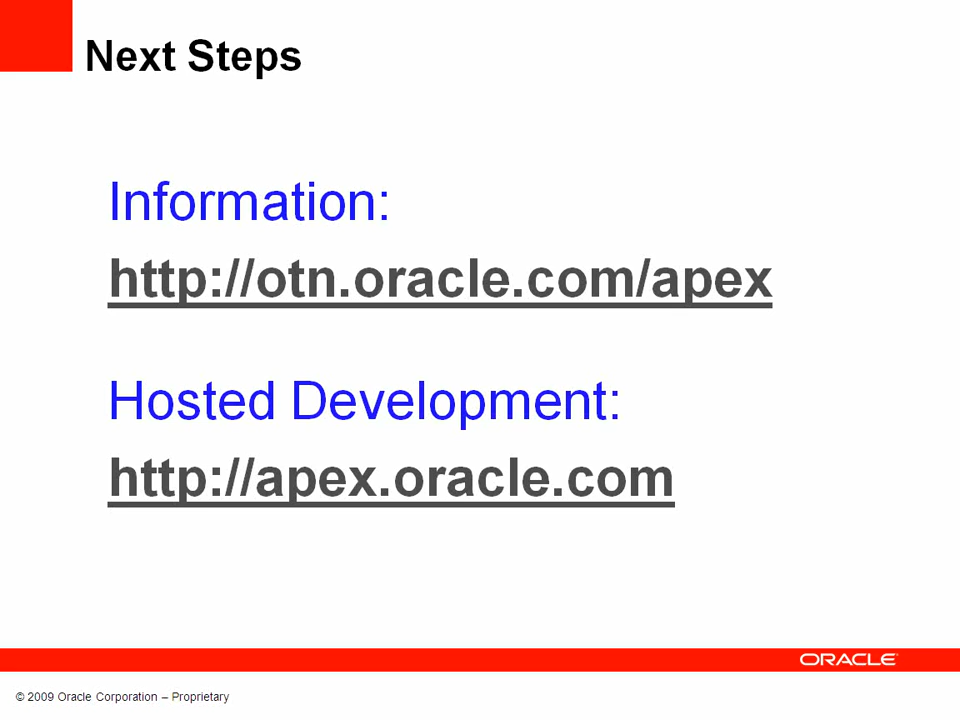 Next Steps
Information:
http://otn.oracle.com/apex
Hosted Development:
http://apex.oracle.com
ORACLE
© 2009 Oracle Corporation – Proprietary